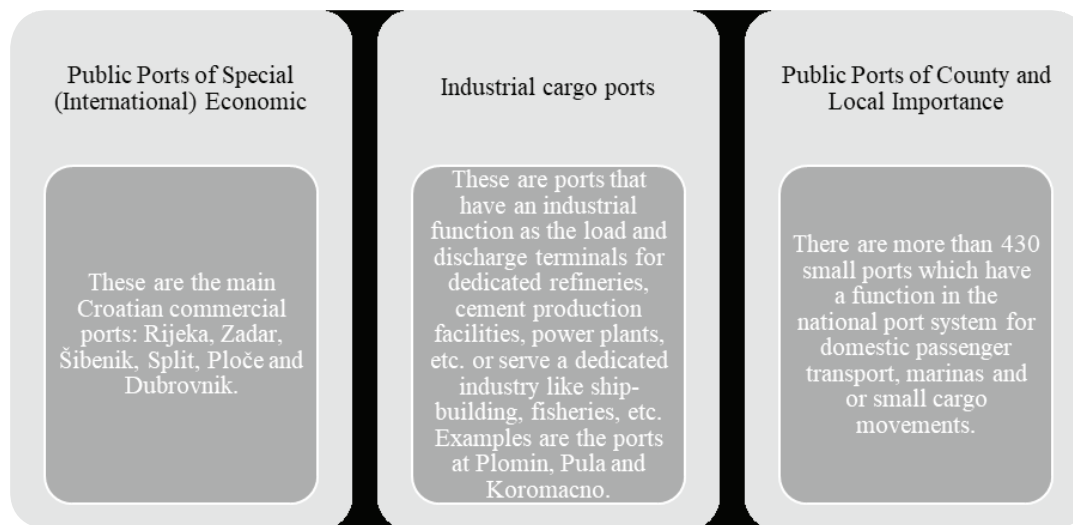 Public Ports of Special
(International) Economic
These are the main
Croatian commercial
ports: Rijeka, Zadar,
Šibenik, Split, Ploče and
Dubrovnik.
Industrial cargo ports
These are ports that
have an industrial
function as the load and
discharge terminals for
dedicated refineries,
cement production
facilities, power plants,
etc. or serve a dedicated
industry like ship-
building, fisheries, etc.
Examples are the ports
at Plomin, Pula and
Koromacno.
Public Ports of County and
Local Importance
There are more than 430
small ports which have
a function in the
national port system for
domestic passenger
transport, marinas and
or small cargo
movements.